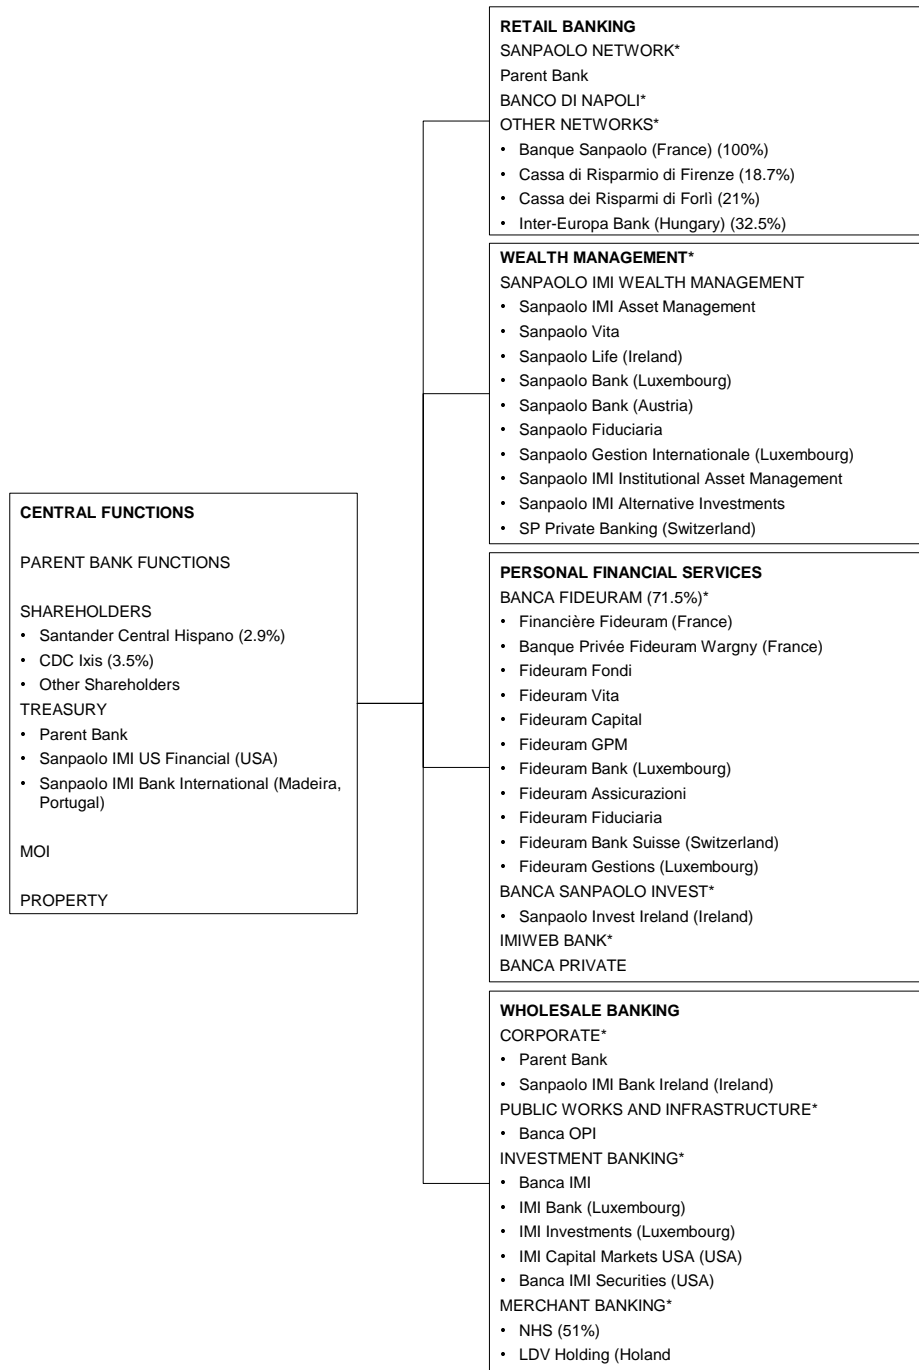 RETAIL BANKING
SANPAOLO NETWORK*
Parent Bank
BANCO DI NAPOLI*
OTHER NETWORKS*
• Banque Sanpaolo (France) (100%)
• Cassa di Risparmio di Firenze (18.7%)
• Cassa dei Risparmi di Forlì (21%)
• Inter-Europa Bank (Hungary) (32.5%)
WEALTH MANAGEMENT*
SANPAOLO IMI WEALTH MANAGEMENT
• Sanpaolo IMI Asset Management
• Sanpaolo Vita
• Sanpaolo Life (Ireland)
• Sanpaolo Bank (Luxembourg)
• Sanpaolo Bank (Austria)
• Sanpaolo Fiduciaria
• Sanpaolo Gestion Internationale (Luxembourg)
• Sanpaolo IMI Institutional Asset Management
• Sanpaolo IMI Alternative Investments
• SP Private Banking (Switzerland)
CENTRAL FUNCTIONS
PARENT BANK FUNCTIONS
SHAREHOLDERS
• Santander Central Hispano (2.9%)
• CDC Ixis (3.5%)
• Other Shareholders
TREASURY
• Parent Bank
• Sanpaolo IMI US Financial (USA)
• Sanpaolo IMI Bank International (Madeira,
Portugal)
MOI
PROPERTY
PERSONAL FINANCIAL SERVICES
BANCA FIDEURAM (71.5%)*
• Financière Fideuram (France)
• Banque Privée Fideuram Wargny (France)
• Fideuram Fondi
• Fideuram Vita
• Fideuram Capital
• Fideuram GPM
• Fideuram Bank (Luxembourg)
• Fideuram Assicurazioni
• Fideuram Fiduciaria
• Fideuram Bank Suisse (Switzerland)
• Fideuram Gestions (Luxembourg)
BANCA SANPAOLO INVEST*
• Sanpaolo Invest Ireland (Ireland)
IMIWEB BANK*
BANCA PRIVATE
WHOLESALE BANKING
CORPORATE*
• Parent Bank
• Sanpaolo IMI Bank Ireland (Ireland)
PUBLIC WORKS AND INFRASTRUCTURE*
• Banca OPI
INVESTMENT BANKING*
• Banca IMI
• IMI Bank (Luxembourg)
• IMI Investments (Luxembourg)
• IMI Capital Markets USA (USA)
• Banca IMI Securities (USA)
MERCHANT BANKING*
• NHS (51%)
• LDV Holding (Holand